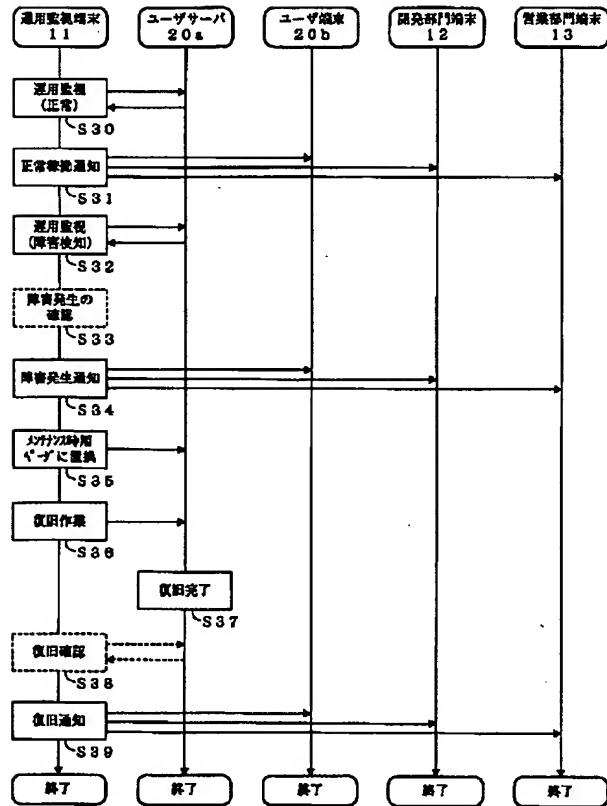 運用監視端末
11
ユーザサーバ
20a
ユーザ端末
20b
開発部門端末
12
営業部門端末
13
運用監視
(正常)
S30
正常稼働通知
S31
運用監視
(障害検知)
S32
障害発生の
確認
S33
障害発生通知
S34
メンテナンス時用
ページに置換
S35
復旧作業
S36
復旧完了
S37
復旧確認
S38
復旧通知
S39
終了
終了
終了
終了
終了